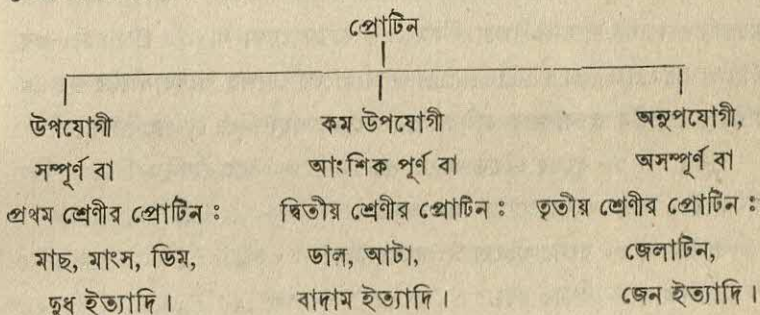 প্রোটিন
উপযোগী কম উপযোগী অনুপযোগী,
সম্পূর্ণ বা আংশিক পূর্ণ বা অসম্পূর্ণ বা
প্রথম শ্রেণীর প্রোটিন : দ্বিতীয় শ্রেণীর প্রোটিন : তৃতীয় শ্রেণীর প্রোটিন :
মাছ, মাংস, ডিম, ডাল, আটা, জেলাটিন,
দুধ ইত্যাদি। বাদাম ইত্যাদি। জেন ইত্যাদি।